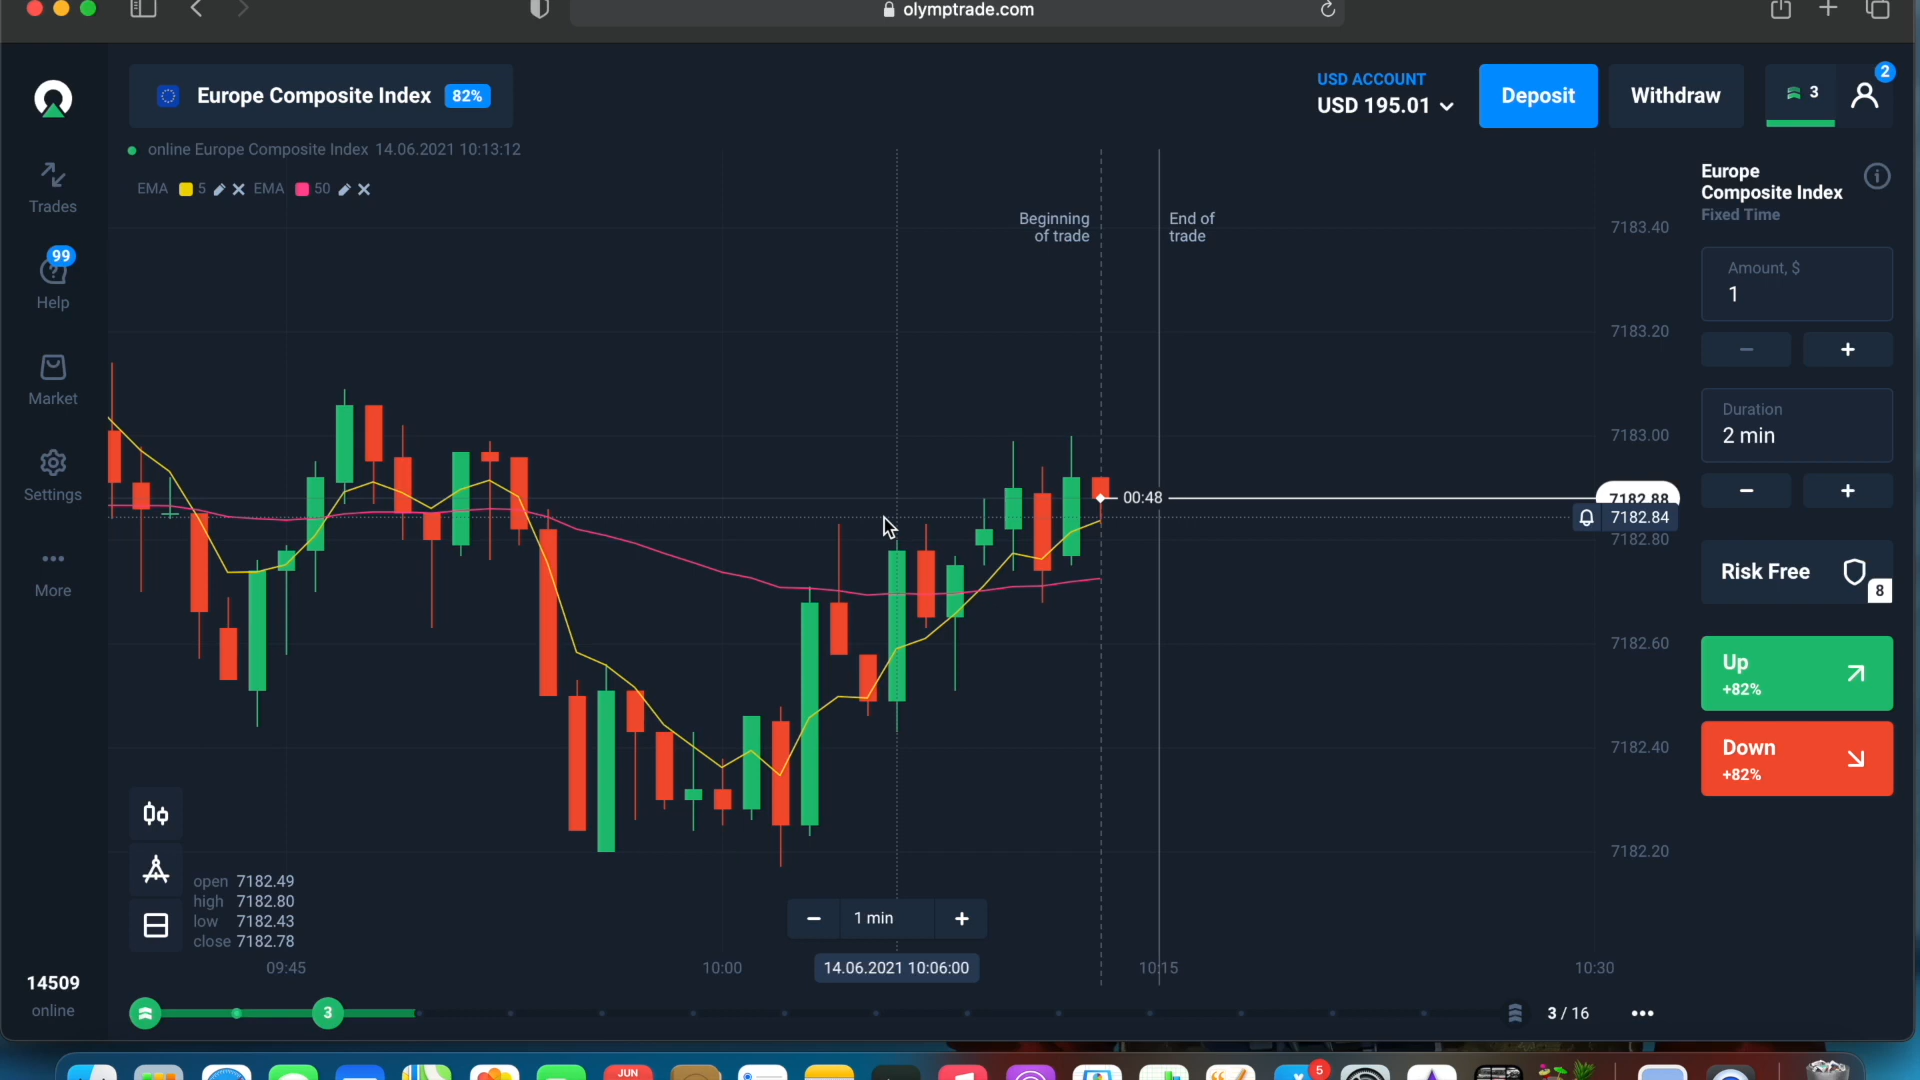 olymptrade.com
Europe Composite Index 82%
USD ACCOUNT
USD 195.01
Deposit
Withdraw
3
2
online Europe Composite Index 14.06.2021 10:13:12
EMA 5 EMA 50
Trades
99
Help
Market
Settings
More
14509
online
Beginning
of trade
End of
trade
00:48
7183.40
7183.20
7183.00
7182.88
7182.84
7182.80
7182.60
7182.40
7182.20
Europe
Composite Index
Fixed Time
Amount, $
1
Duration
2 min
Risk Free
8
Up
+82%
Down
+82%
open 7182.49
high 7182.80
low 7182.43
close 7182.78
1 min
09:45
10:00
14.06.2021 10:06:00
10:15
10:30
3
3 / 16
JUN
5